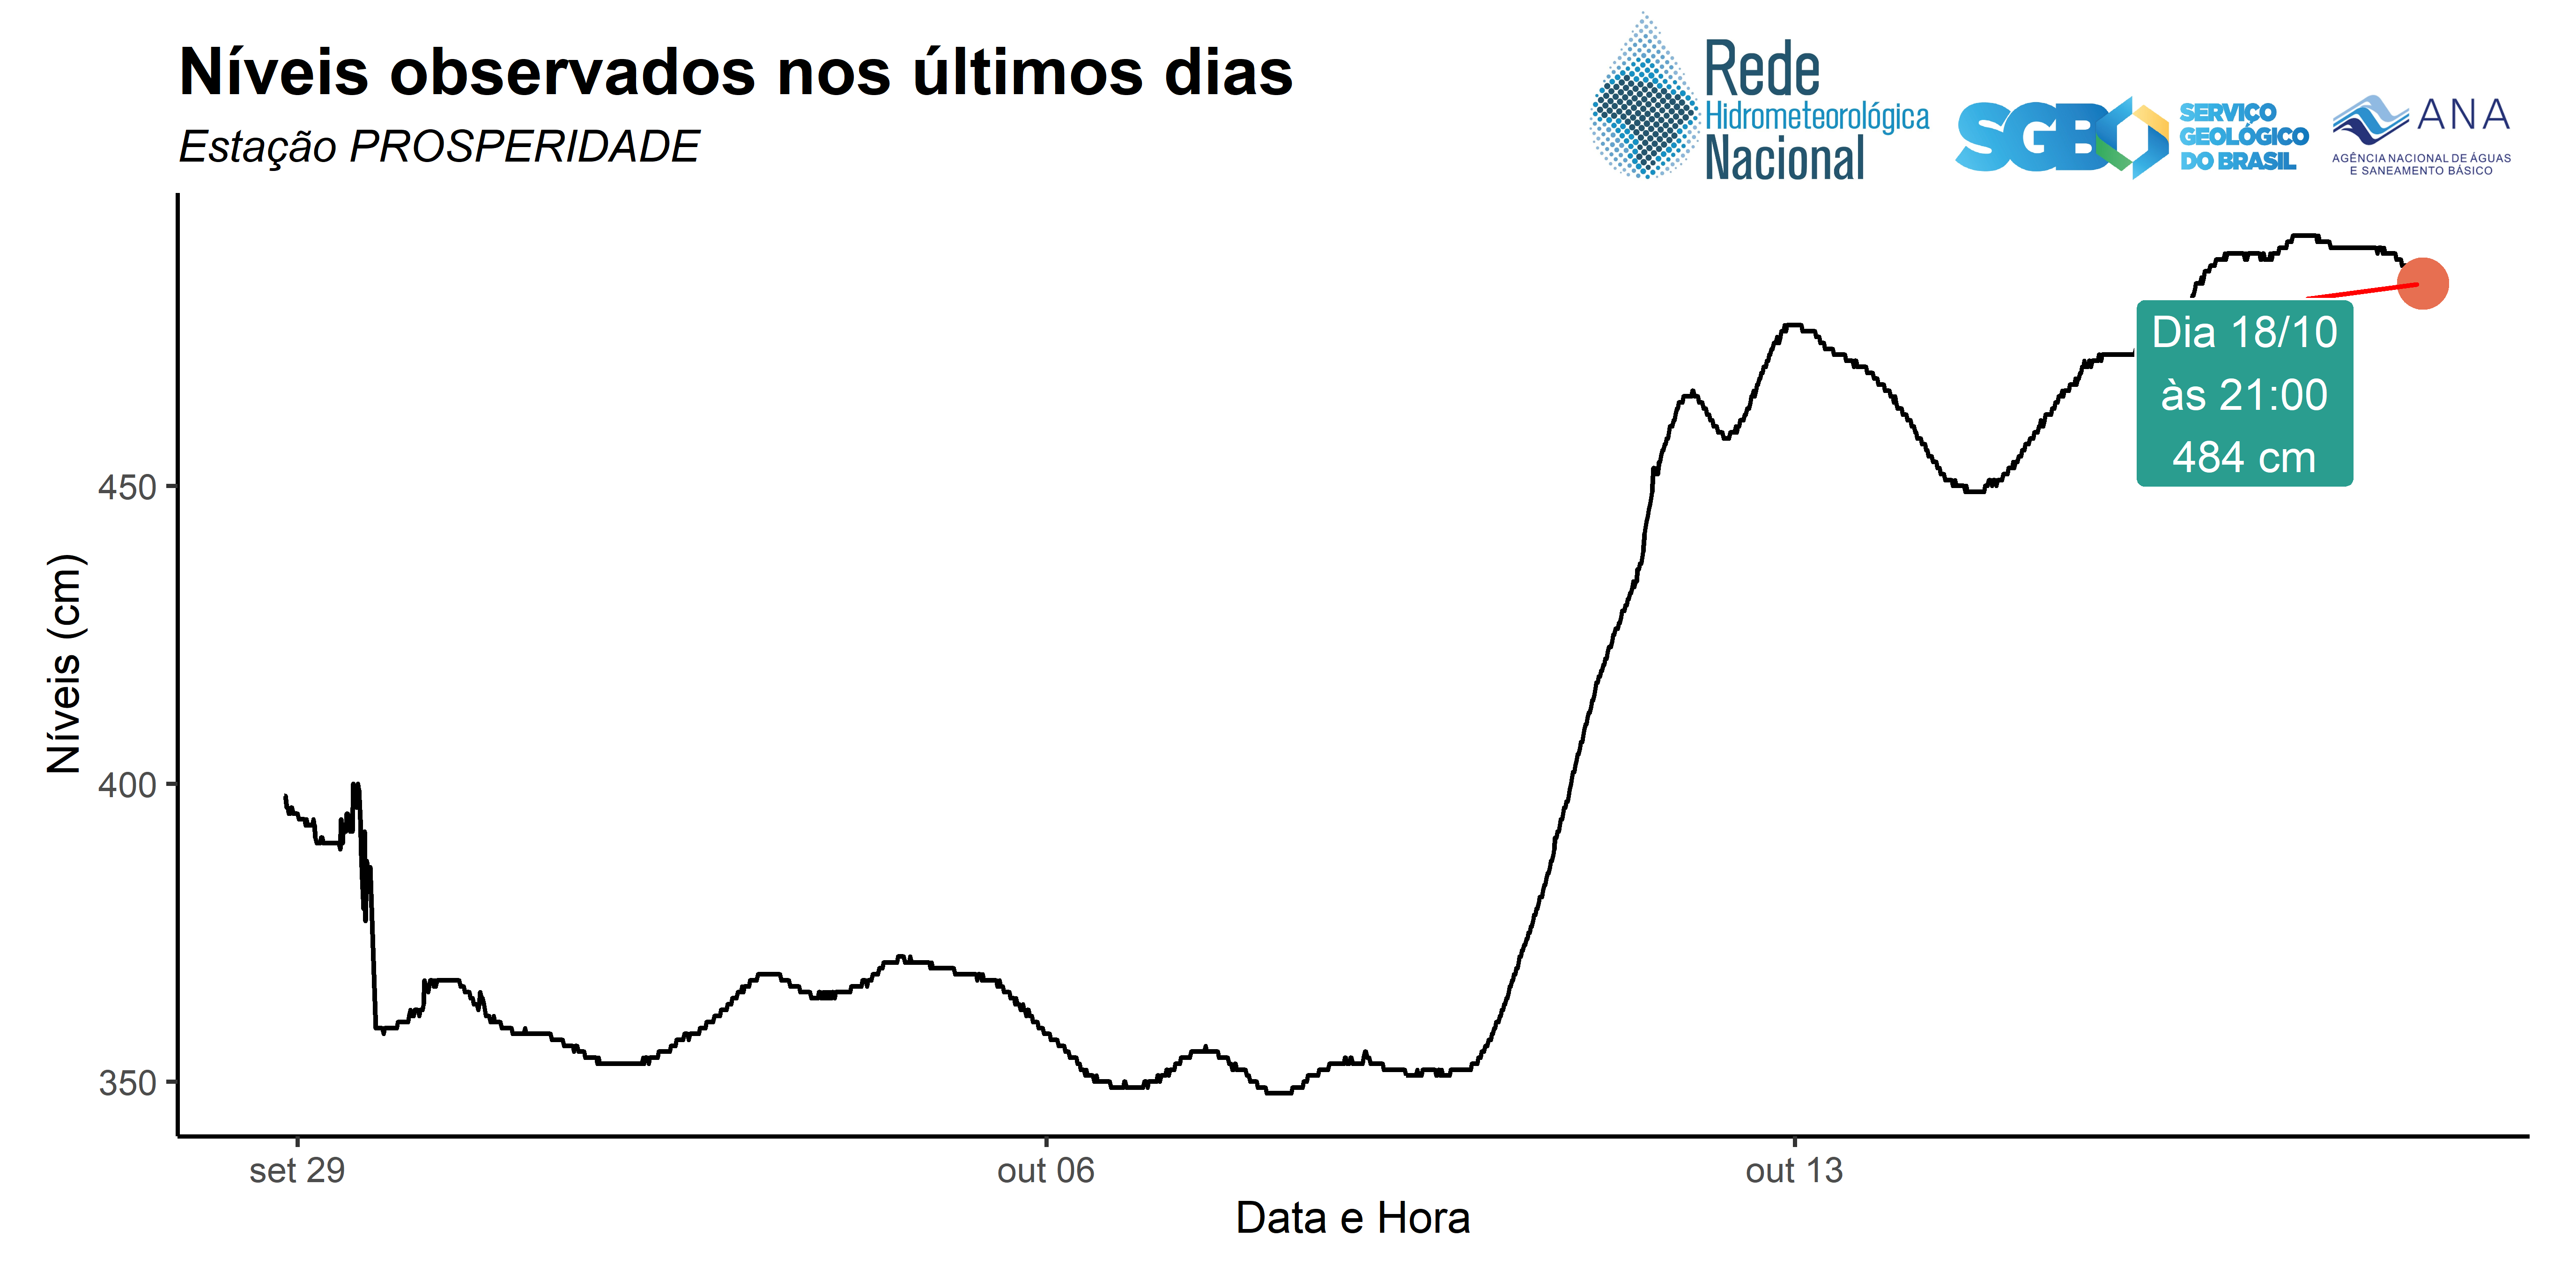 Níveis observados nos últimos dias
Estação PROSPERIDADE
Rede
Hidrometeorológica
Nacional
SGB
SERVIÇO
GEOLÓGICO
DO BRASIL
ANA
AGÊNCIA NACIONAL DE ÁGUAS
E SANEAMENTO BÁSICO
Níveis (cm)
450
400
350
Dia 18/10
às 21:00
484 cm
set 29
out 06
out 13
Data e Hora